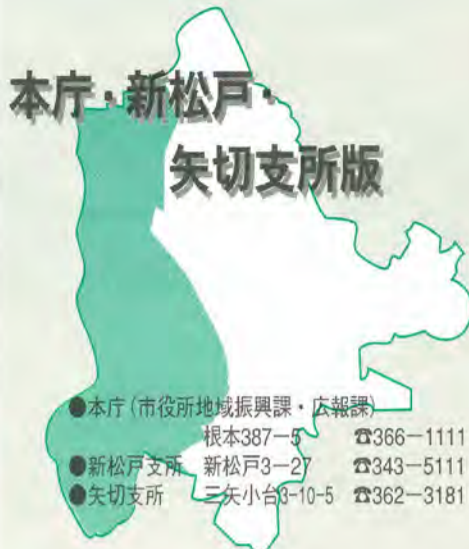 本庁・新松戸・
矢切支所版
●本庁(市役所地域振興課・広報課)
根本387−5 ☎366−1111
●新松戸支所 新松戸3−27 ☎343−5111
●矢切支所 三矢小台3-10-5 ☎362−3181